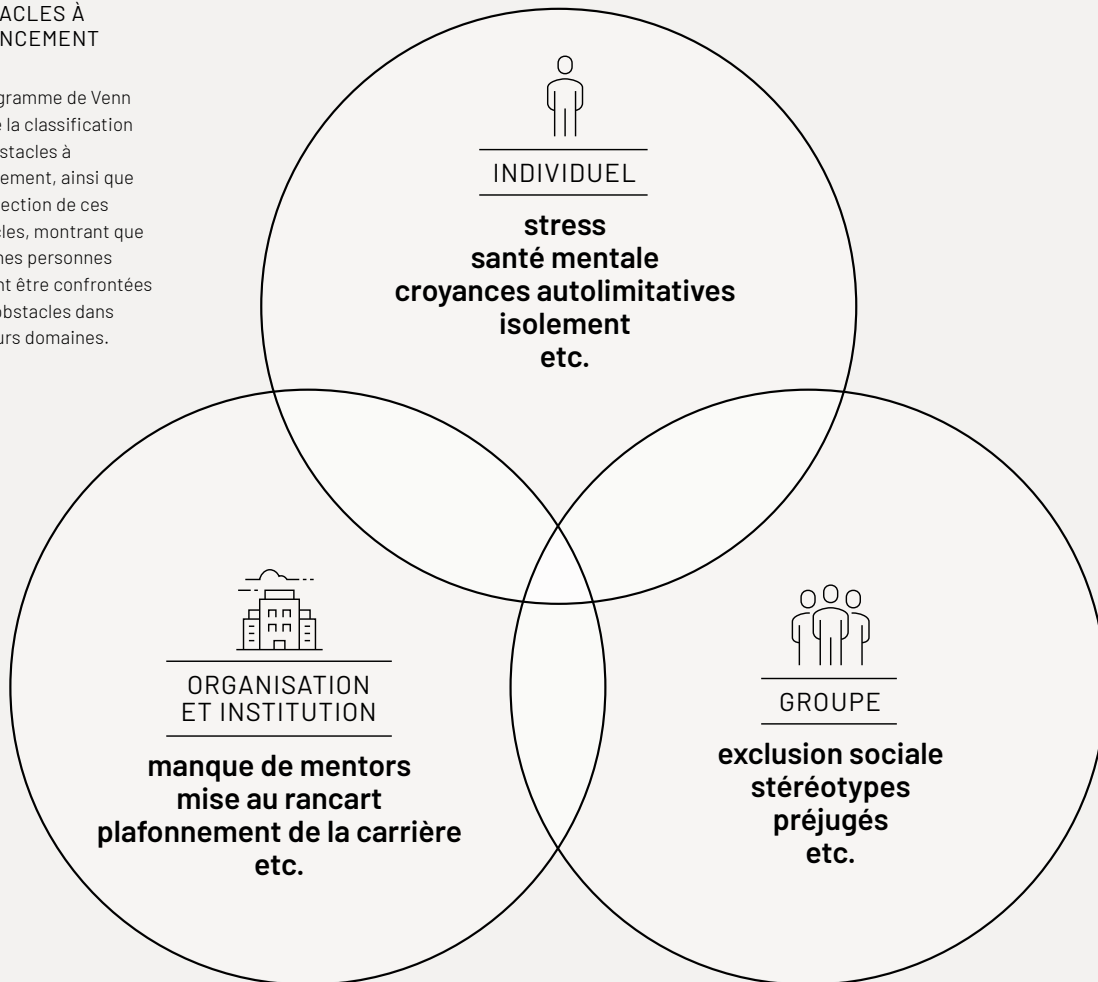 ACLES À
NCEMENT
gramme de Venn
e la classification
stacles à
ement, ainsi que
ection de ces
cles, montrant que
nes personnes
nt être confrontées
obstacles dans
urs domaines.
INDIVIDUEL
stress
santé mentale
croyances autolimitatives
isolement
etc.
ORGANISATION
ET INSTITUTION
manque de mentors
mise au rancart
plafonnement de la carrière
etc.
GROUPE
exclusion sociale
stéréotypes
préjugés
etc.